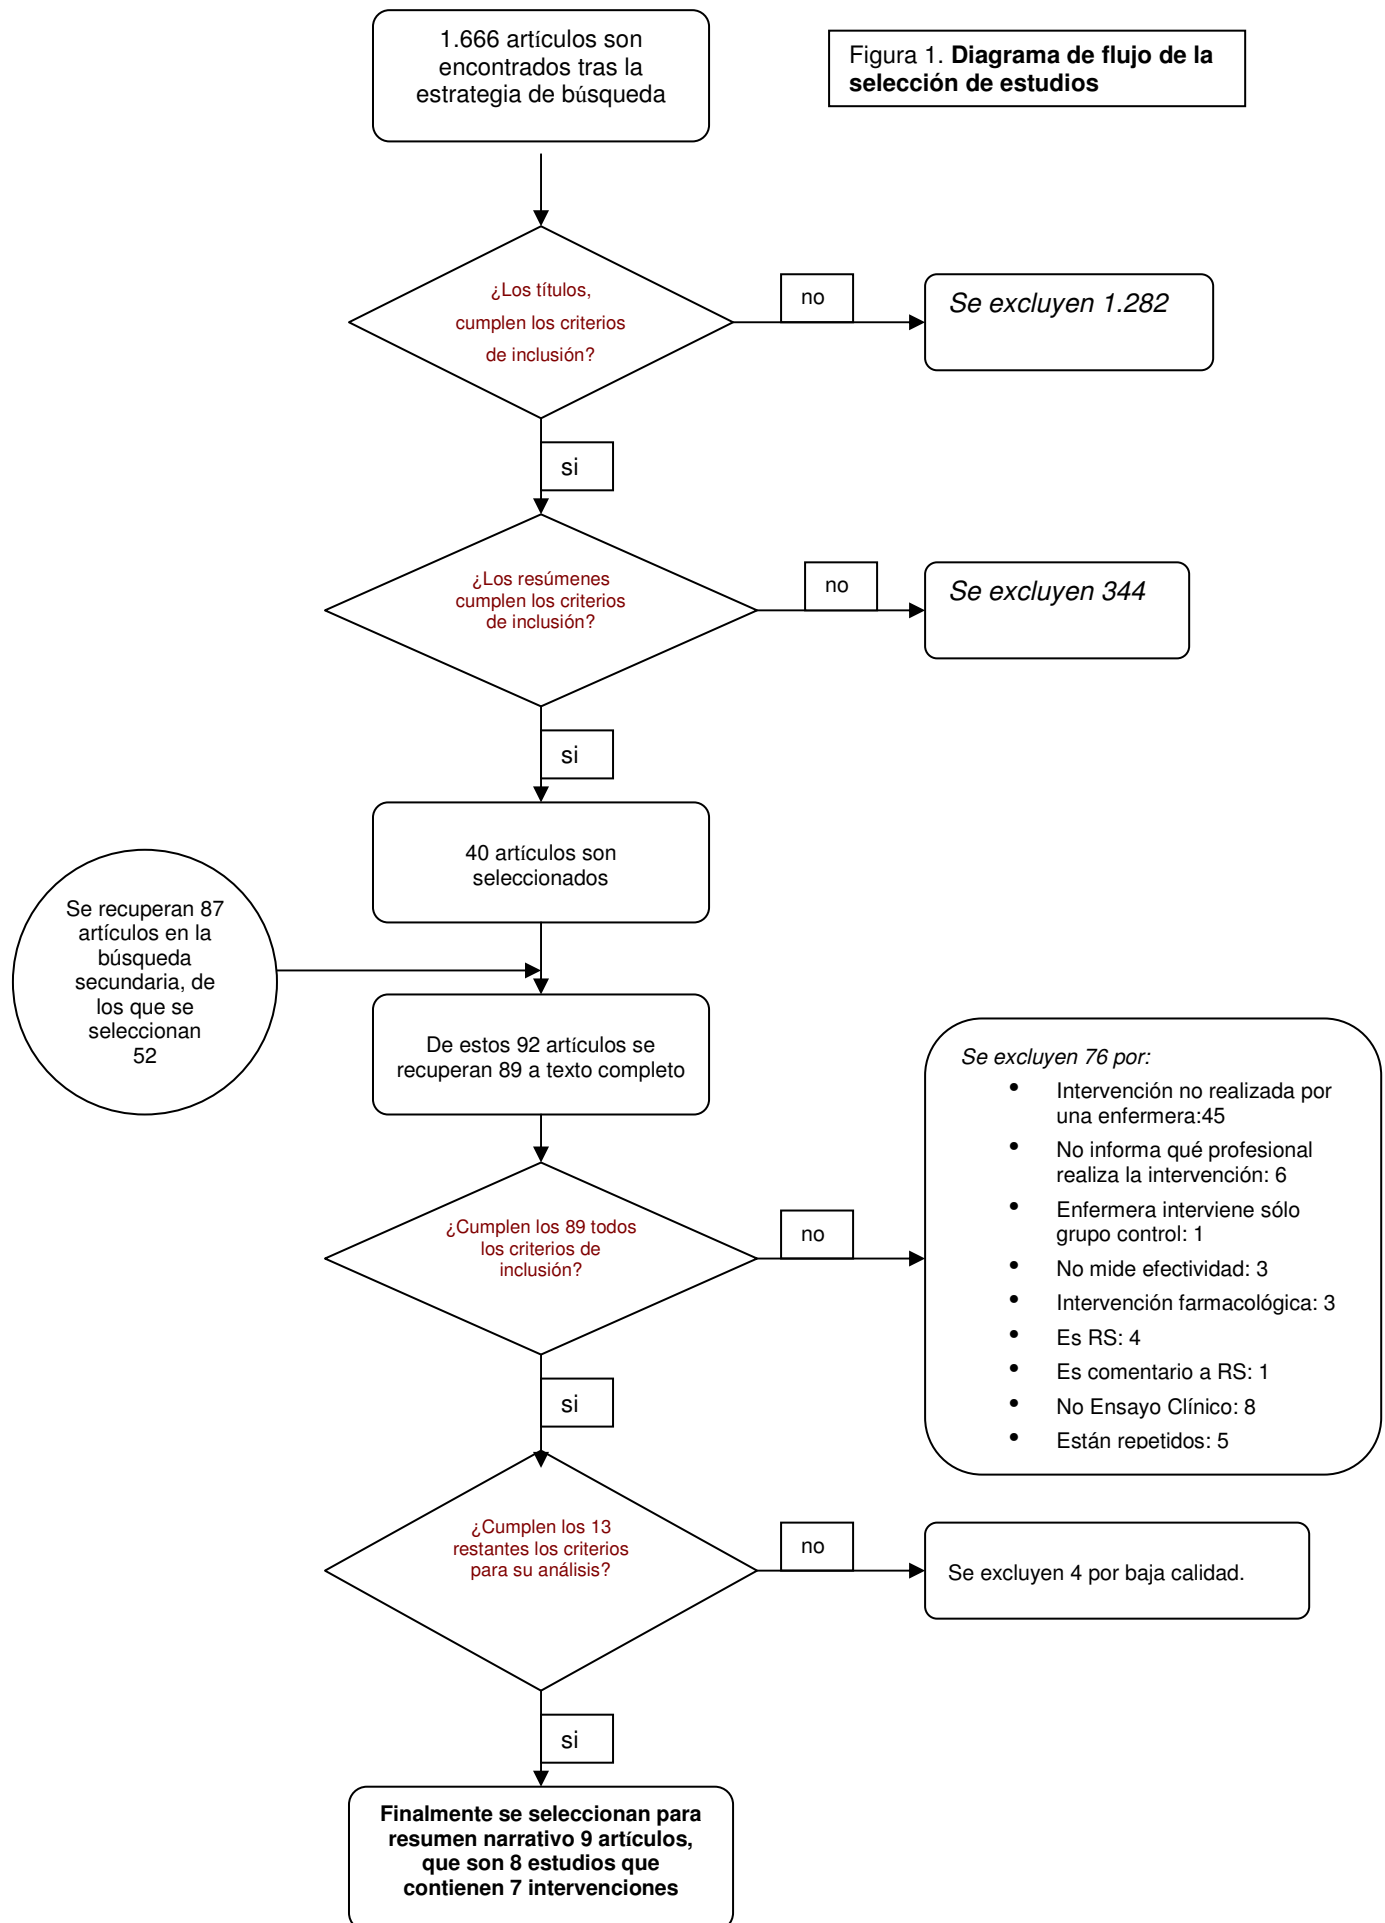 1.666 artículos son
encontrados tras la
estrategia de búsqueda
Figura 1. Diagrama de flujo de la
selección de estudios
¿Los títulos,
cumplen los criterios
de inclusión?
no
Se excluyen 1.282
si
¿Los resúmenes
cumplen los criterios
de inclusión?
no
Se excluyen 344
si
40 artículos son
seleccionados
Se recuperan 87
artículos en la
búsqueda
secundaria, de
los que se
seleccionan
52
De estos 92 artículos se
recuperan 89 a texto completo
¿Cumplen los 89 todos
los criterios de
inclusión?
no
Se excluyen 76 por:
• Intervención no realizada por
una enfermera:45
• No informa qué profesional
realiza la intervención: 6
• Enfermera interviene sólo
grupo control: 1
• No mide efectividad: 3
• Intervención farmacológica: 3
• Es RS: 4
• Es comentario a RS: 1
• No Ensayo Clínico: 8
• Están repetidos: 5
si
¿Cumplen los 13
restantes los criterios
para su análisis?
no
Se excluyen 4 por baja calidad.
si
Finalmente se seleccionan para
resumen narrativo 9 artículos,
que son 8 estudios que
contienen 7 intervenciones